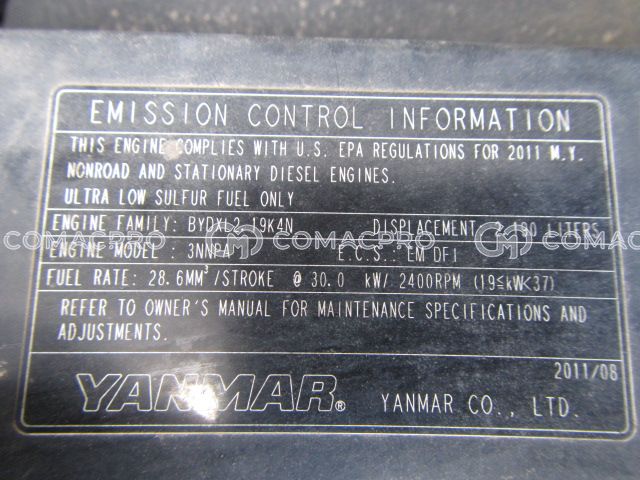 EMISSION CONTROL INFORMATION
THIS ENGINE COMPLIES WITH U.S. EPA REGULATIONS FOR 2011 M.Y.
NONROAD AND STATIONARY DIESEL ENGINES.
ULTRA LOW SULFUR FUEL ONLY
ENGINE FAMILY: BYDXL2.19K4N DISPLACEMENT : 2.190 LITERS
COMACPRO COMACPRO
ENGINE MODEL : E.C.S.: EM DFI
FUEL RATE: 28.6MM³/STROKE @ 30.0 kW/ 2400RPM (19≤kW<37)
REFER TO OWNER'S MANUAL FOR MAINTENANCE SPECIFICATIONS AND
ADJUSTMENTS.
2011/08
YANMAR® YANMAR CO., LTD.